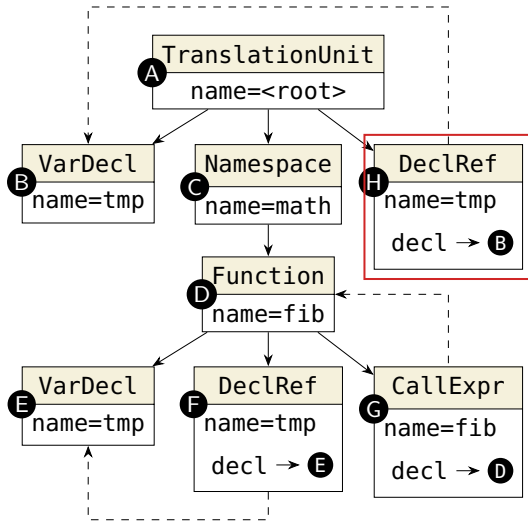 TranslationUnit
A
name=<root>
VarDecl
B
name=tmp
Namespace
C
name=math
DeclRef
H
name=tmp
decl → B
Function
D
name=fib
VarDecl
E
name=tmp
DeclRef
F
name=tmp
decl → E
CallExpr
G
name=fib
decl → D